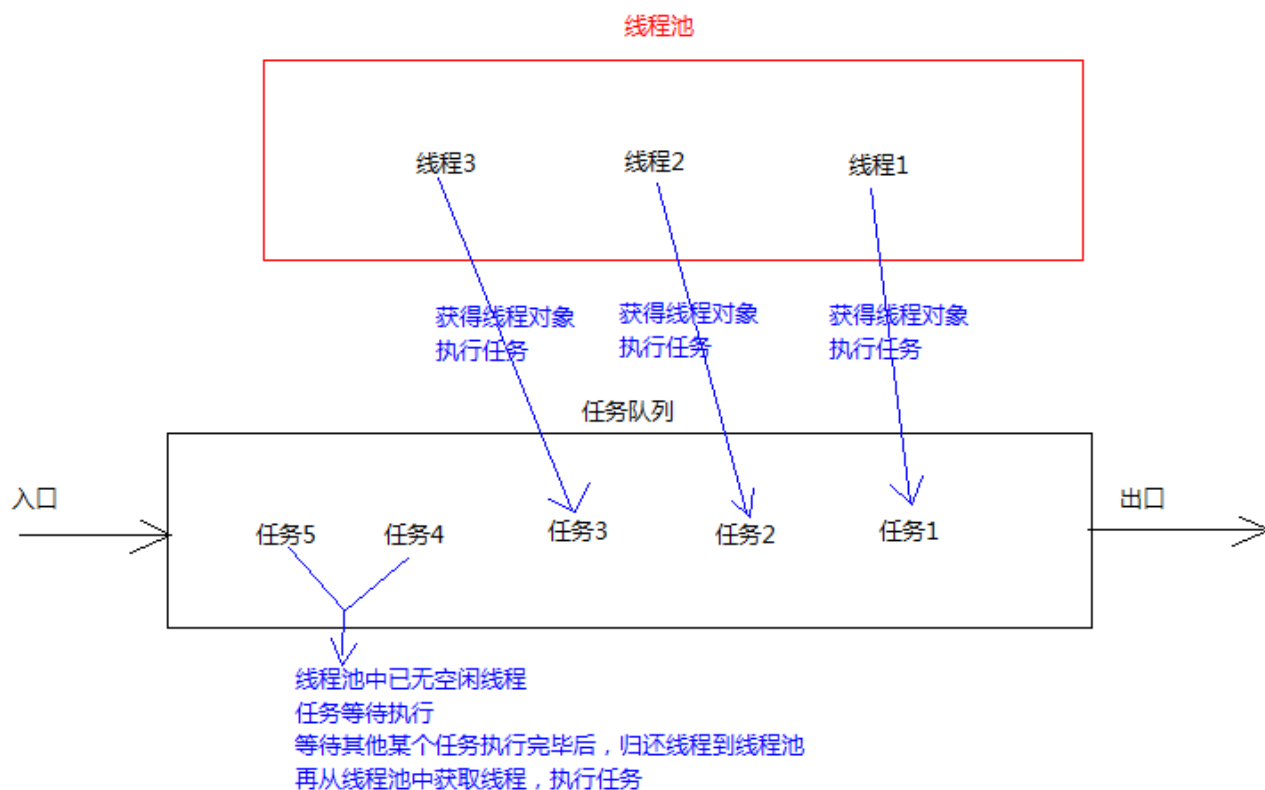 线程池
线程3
线程2
线程1
获得线程对象
执行任务
获得线程对象
执行任务
获得线程对象
执行任务
任务队列
入口
出口
任务5
任务4
任务3
任务2
任务1
线程池中已无空闲线程
任务等待执行
等待其他某个任务执行完毕后，归还线程到线程池
再从线程池中获取线程，执行任务